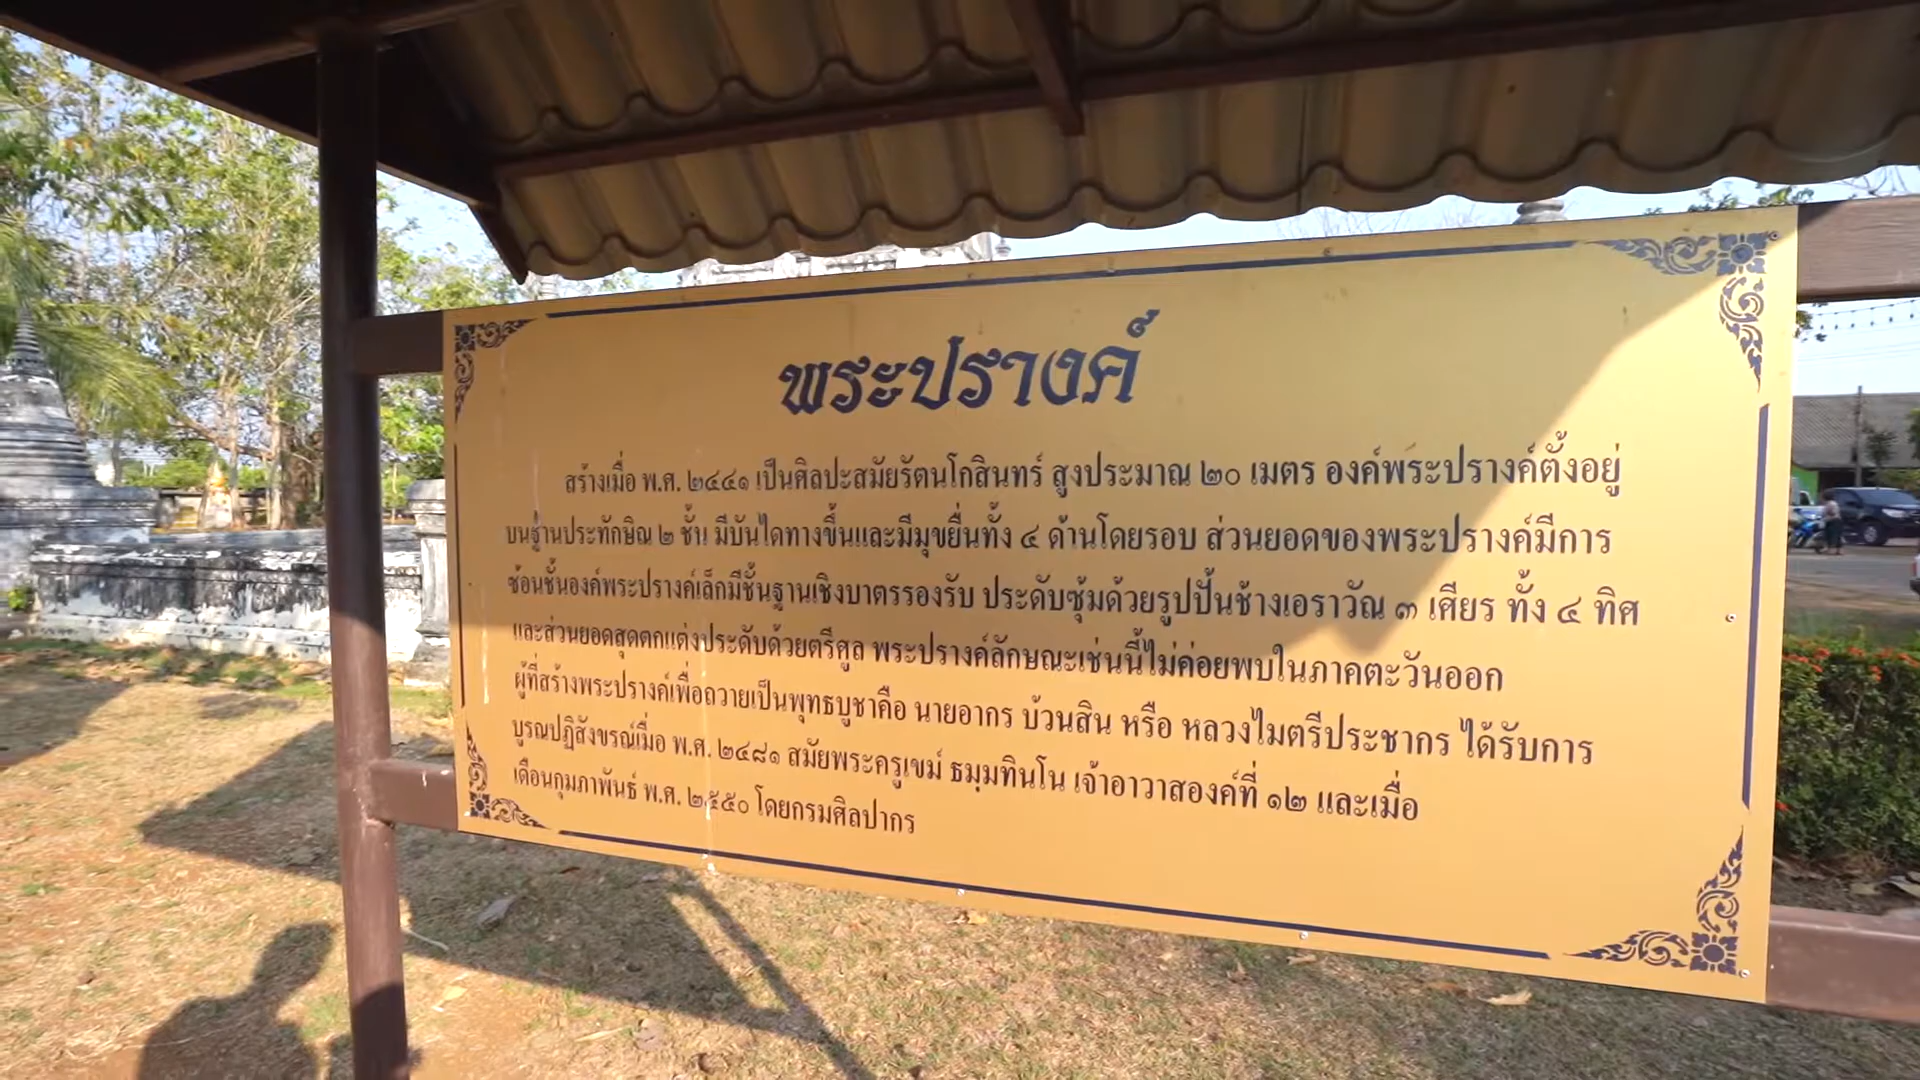 พระปรางค์
สร้างเมื่อ พ.ศ. ๒๔๔๑ เป็นศิลปะสมัยรัตนโกสินทร์ สูงประมาณ ๒๐ เมตร องค์พระปรางค์ตั้งอยู่
บนฐานประทักษิณ ๒ ชั้น มีบันไดทางขึ้นและมีมุขยื่นทั้ง ๔ ด้านโดยรอบ ส่วนยอดของพระปรางค์มีการ
ซ้อนชั้นองค์พระปรางค์เล็กมีชั้นฐานเชิงบาตรรองรับ ประดับซุ้มด้วยรูปปั้นช้างเอราวัณ ๓ เศียร ทั้ง ๔ ทิศ
และส่วนยอดสุดตกแต่งประดับด้วยตรีศูล พระปรางค์ลักษณะเช่นนี้ไม่ค่อยพบในภาคตะวันออก
ผู้ที่สร้างพระปรางค์เพื่อถวายเป็นพุทธบูชาคือ นายอากร บ้วนสิน หรือ หลวงไมตรีประชากร ได้รับการ
บูรณปฏิสังขรณ์เมื่อ พ.ศ. ๒๔๘๑ สมัยพระครูเขม์ ธมฺมทินโน เจ้าอาวาสองค์ที่ ๑๒ และเมื่อ
เดือนกุมภาพันธ์ พ.ศ. ๒๕๕๐ โดยกรมศิลปากร